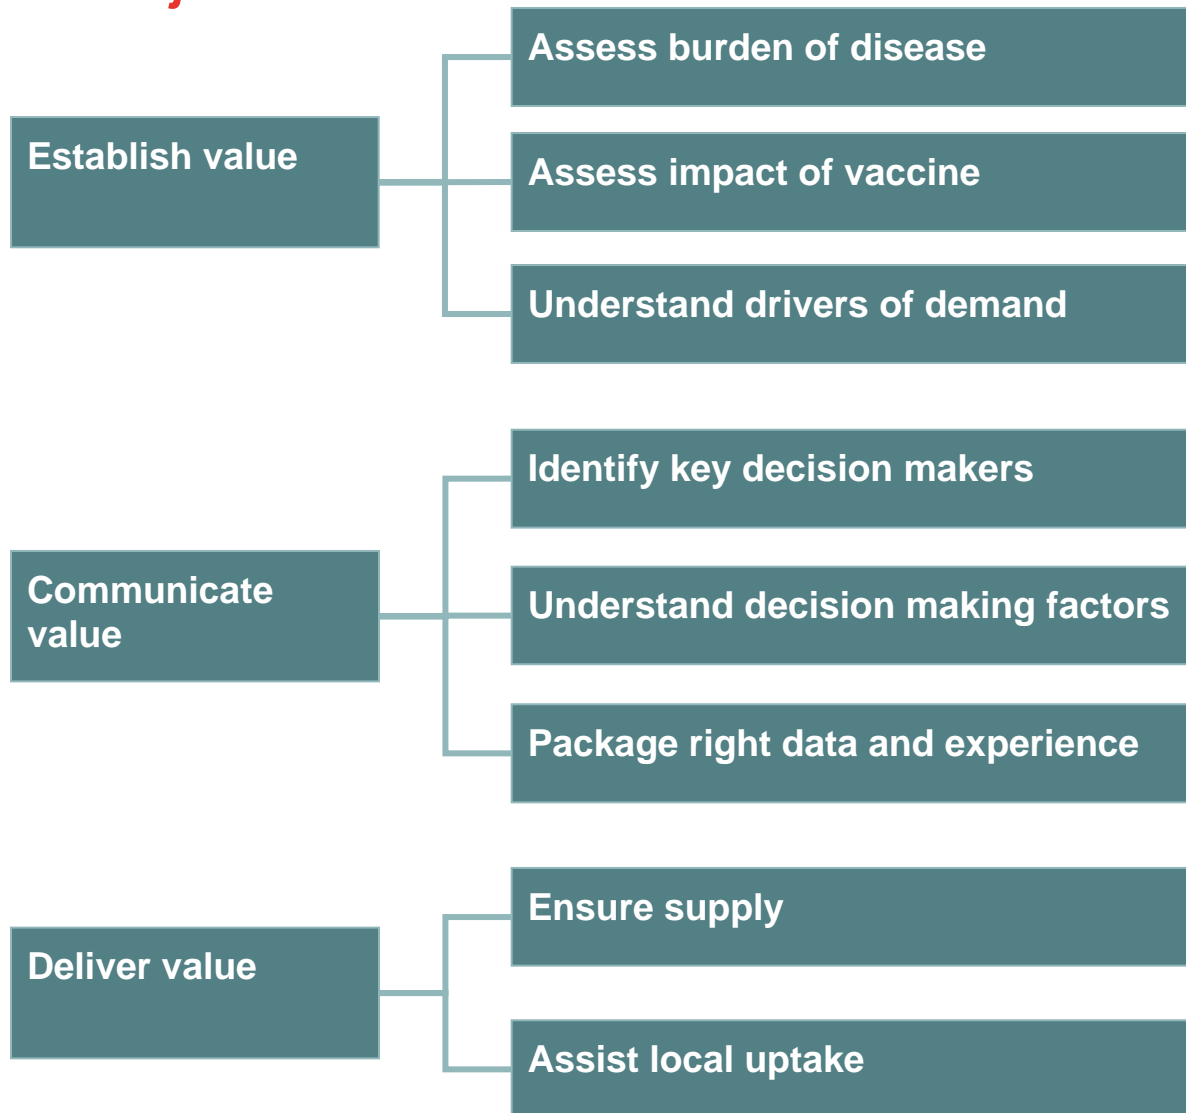 Establish value
Assess burden of disease
Assess impact of vaccine
Understand drivers of demand
Communicate
value
Identify key decision makers
Understand decision making factors
Package right data and experience
Deliver value
Ensure supply
Assist local uptake